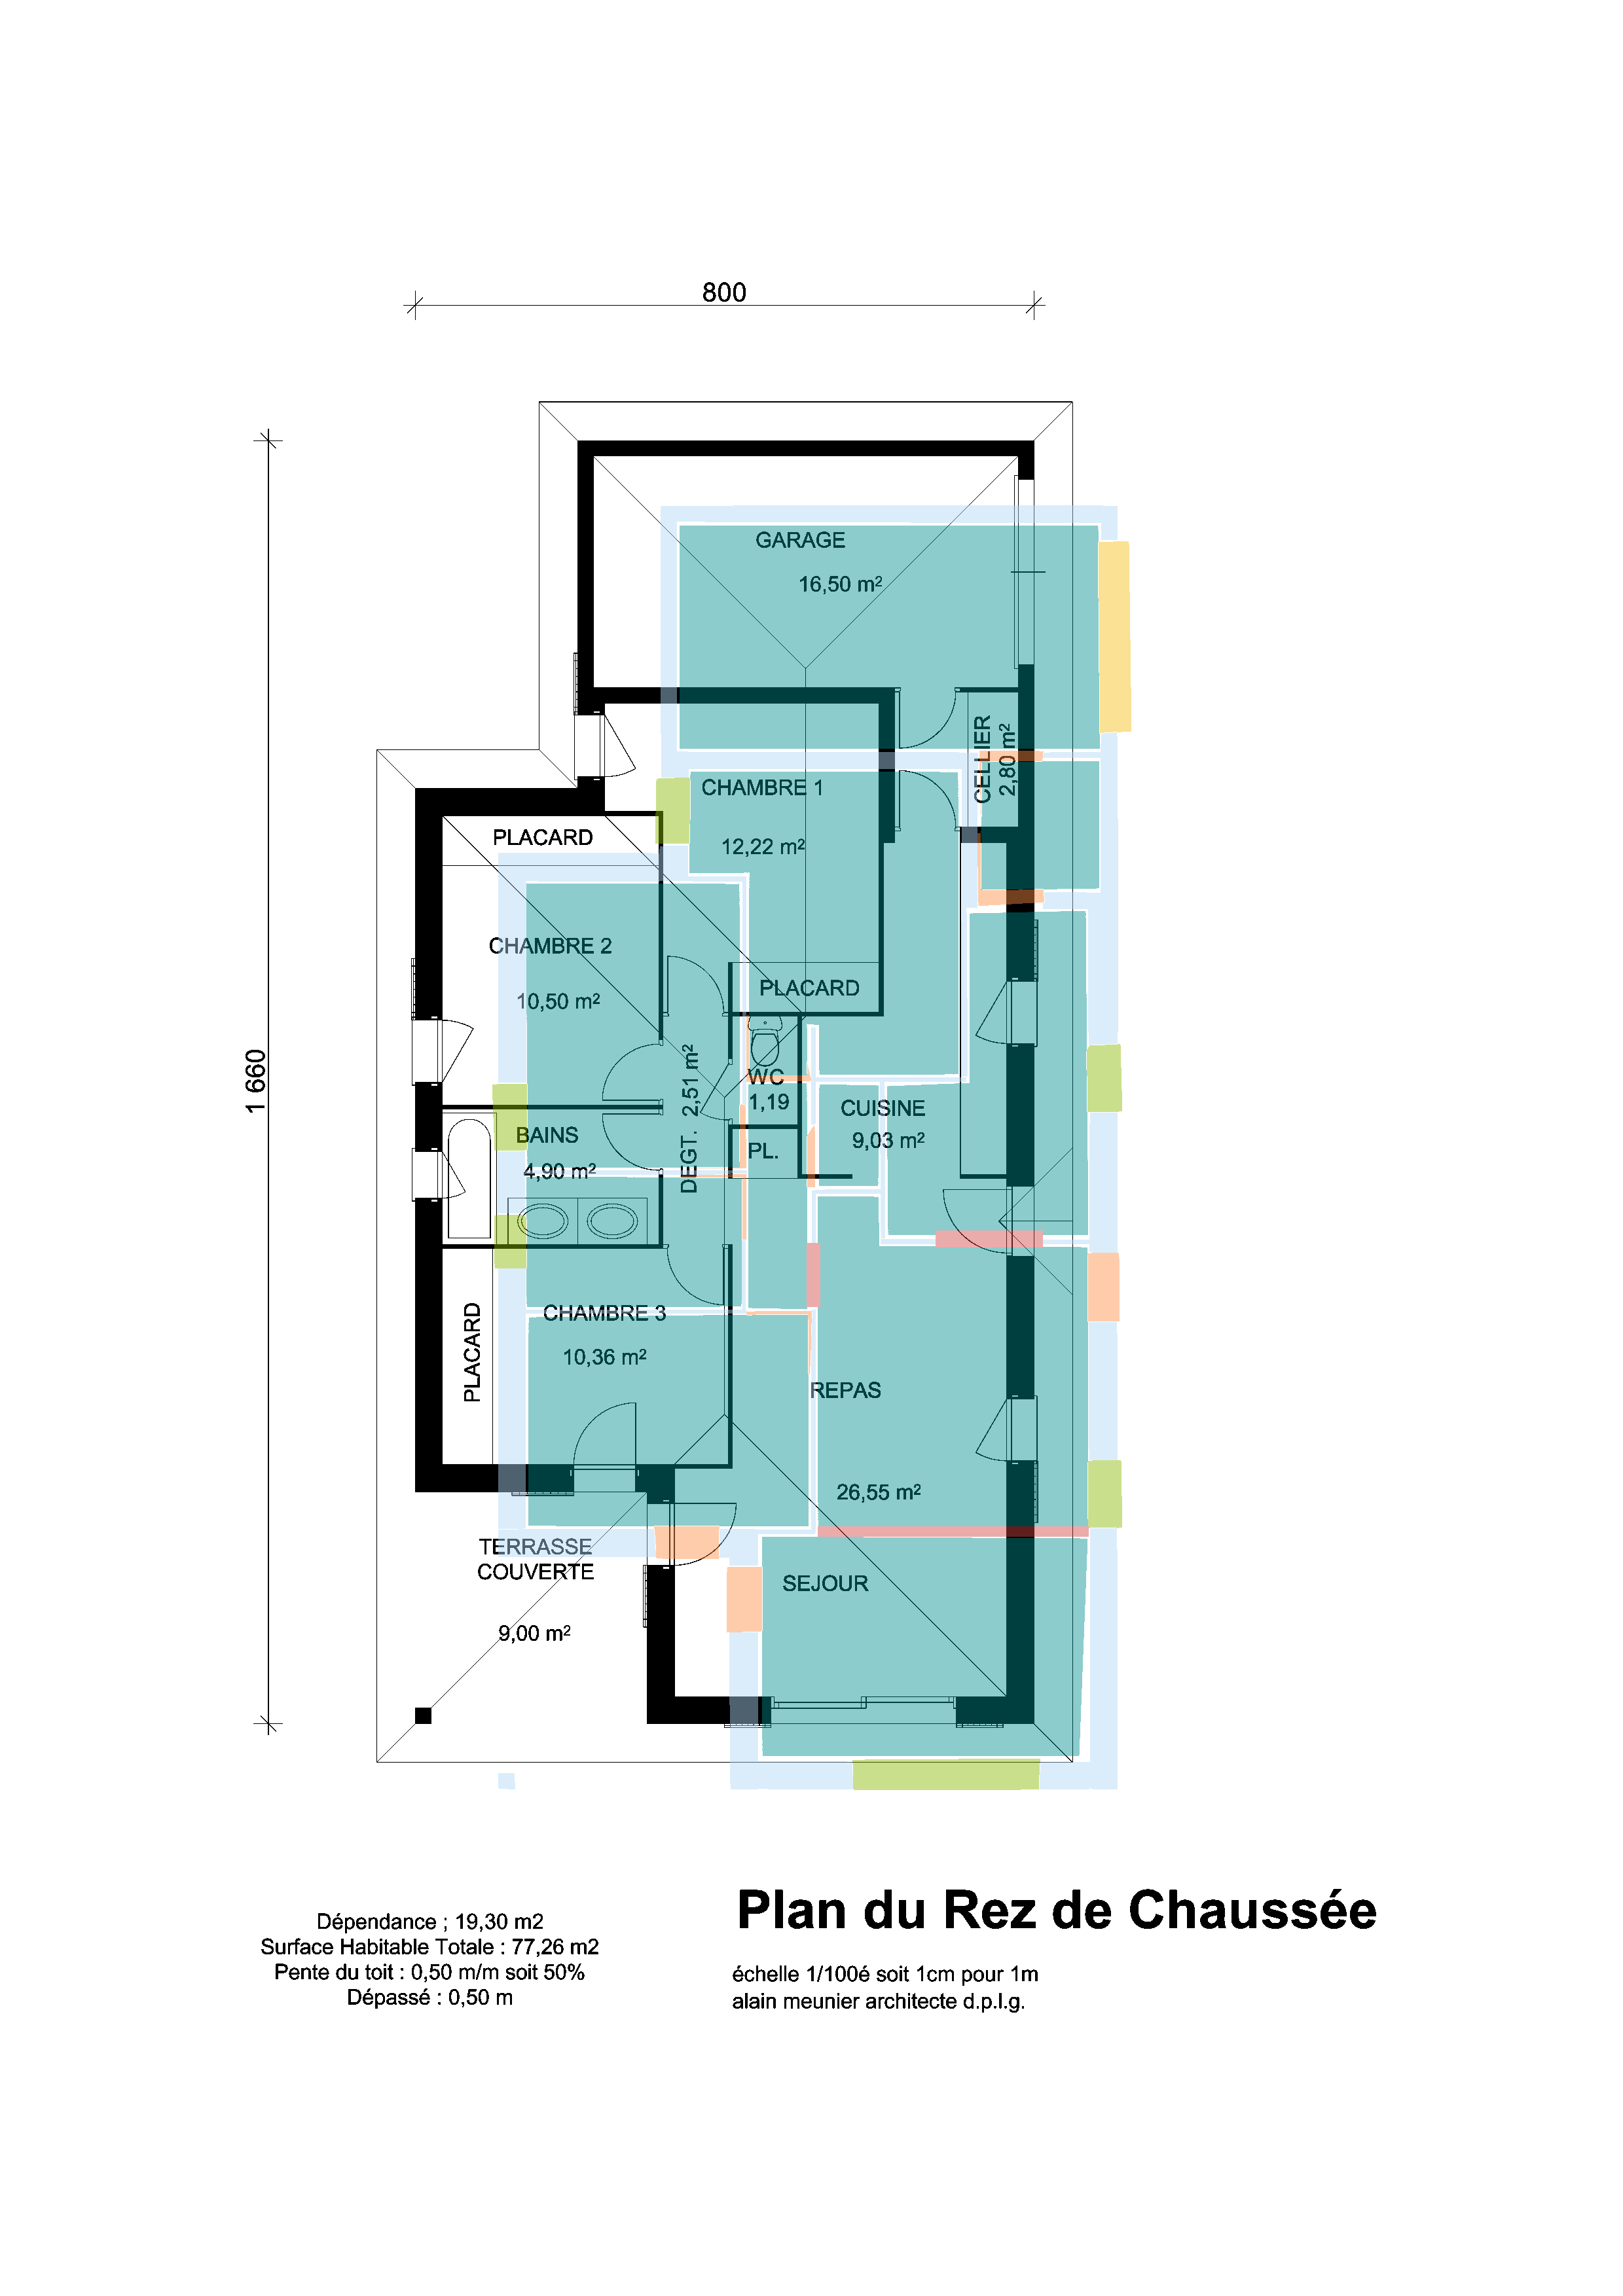 800
1 660
GARAGE
16,50 m²
CELLIER
2,80 m²
CHAMBRE 1
12,22 m²
PLACARD
PLACARD
CHAMBRE 2
10,50 m²
DEGT. 2,51 m²
WC
1,19
PL.
CUISINE
9,03 m²
BAINS
4,90 m²
PLACARD
CHAMBRE 3
10,36 m²
REPAS
26,55 m²
SEJOUR
TERRASSE
COUVERTE
9,00 m²
Plan du Rez de Chaussée
échelle 1/100é soit 1cm pour 1m
alain meunier architecte d.p.l.g.
Dépendance ; 19,30 m2
Surface Habitable Totale : 77,26 m2
Pente du toit : 0,50 m/m soit 50%
Dépassé : 0,50 m